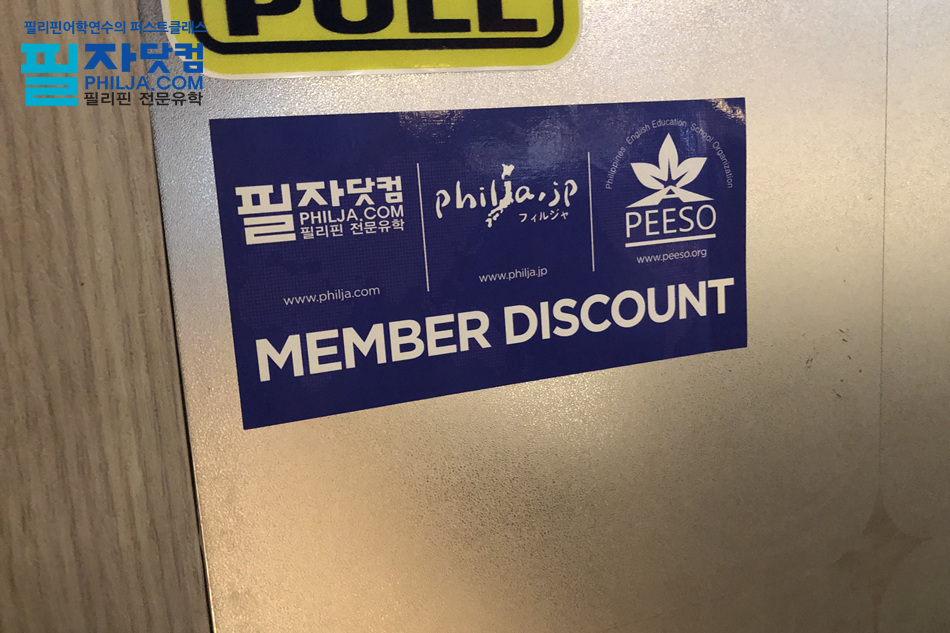 PULL
필리핀어학연수의 퍼스트클래스
필자닷컴
PHILJA.COM
필리핀 전문유학
필자닷컴
PHILJA.COM
필리핀 전문유학
www.philja.com
philja.jp
フィルジャ
www.philja.jp
Philippines English Education School Organization
PEESO
www.peeso.org
MEMBER DISCOUNT